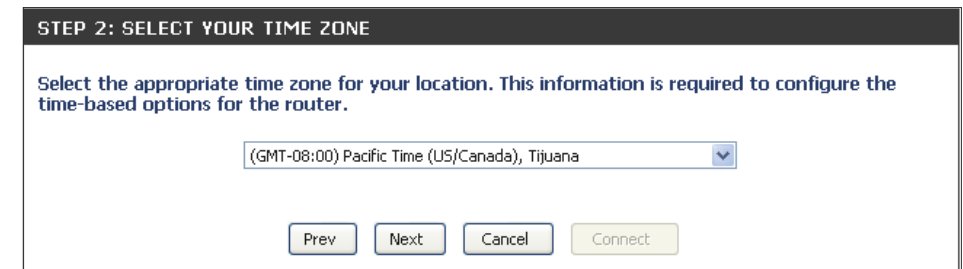 STEP 2: SELECT YOUR TIME ZONE
Select the appropriate time zone for your location. This information is required to configure the
time-based options for the router.
(GMT-08:00) Pacific Time (US/Canada), Tijuana
Prev Next Cancel Connect